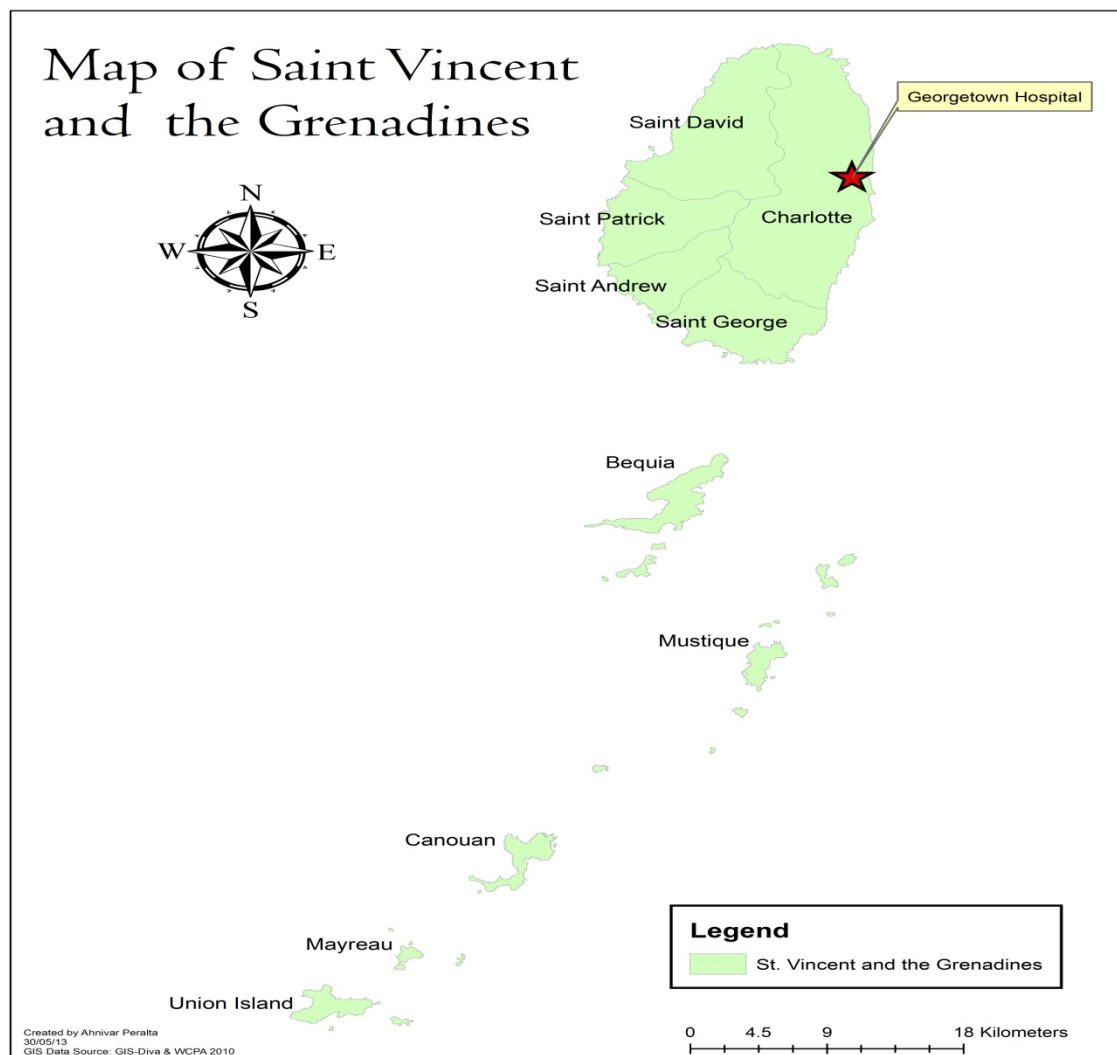 Map of Saint Vincent
and the Grenadines
Georgetown Hospital
Saint David
N
Saint Patrick
Charlotte
W
E
Saint Andrew
S
Saint George
Bequia
Mustique
Canouan
Legend
Mayreau
St. Vincent and the Grenadines
Union Island
Created by Ahnivar Peralta
30/05/13
GIS Data Source: GIS-Diva & WCPA 2010
0 4.5 9 18 Kilometers